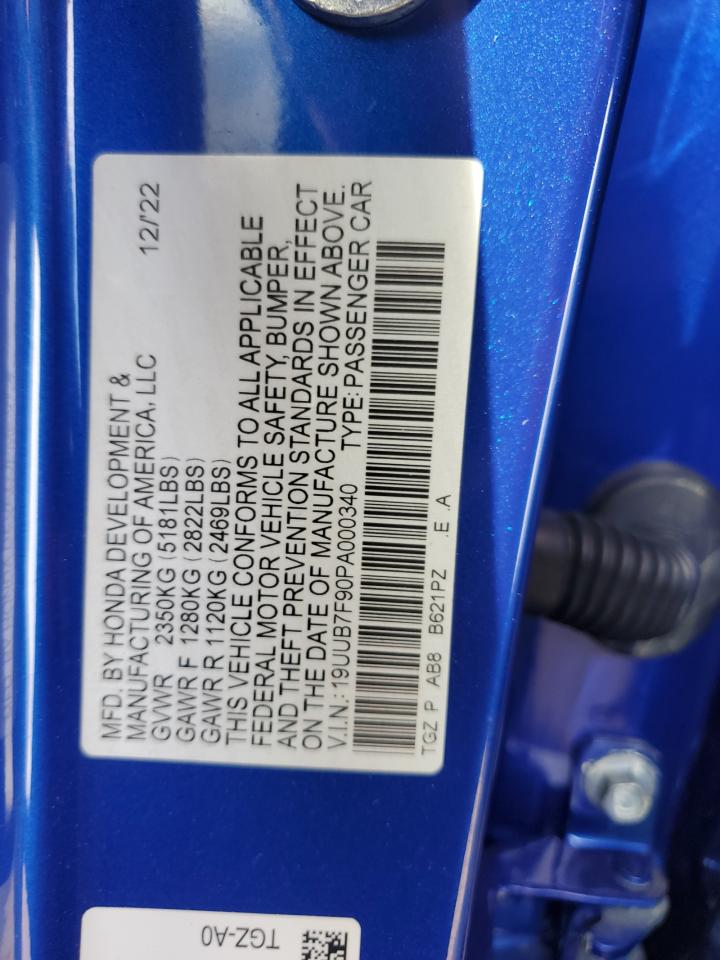 MFD. BY HONDA DEVELOPMENT &
MANUFACTURING OF AMERICA, LLC 12/'22
GVWR 2350KG (5181LBS)
GAWR F 1280KG (2822LBS)
GAWR R 1120KG (2469LBS)
THIS VEHICLE CONFORMS TO ALL APPLICABLE
FEDERAL MOTOR VEHICLE SAFETY, BUMPER,
AND THEFT PREVENTION STANDARDS IN EFFECT
ON THE DATE OF MANUFACTURE SHOWN ABOVE.
V.I.N.:19UUB7F90PA000340 TYPE:PASSENGER CAR
TGZ P AB8 B621PZ .E .A
TGZ-A0